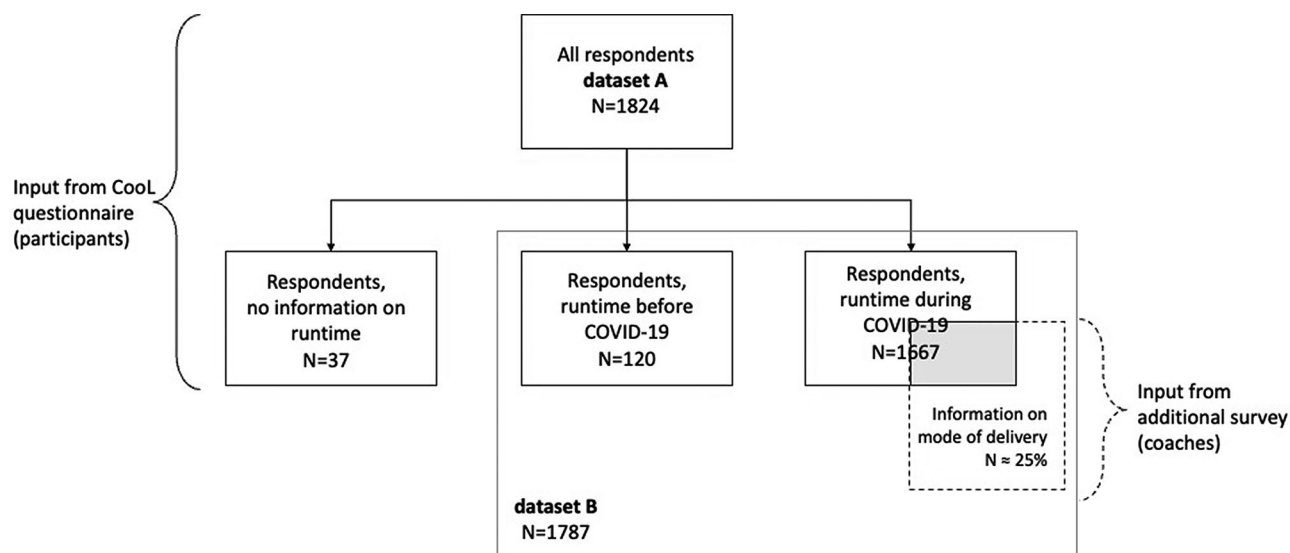 All respondents
dataset A
N=1824
Input from CooL
questionnaire
(participants)
Respondents,
no information on
runtime
N=37
Respondents,
runtime before
COVID-19
N=120
Respondents,
runtime during
COVID-19
N=1667
Information on
mode of delivery
N ≈ 25%
Input from
additional survey
(coaches)
dataset B
N=1787